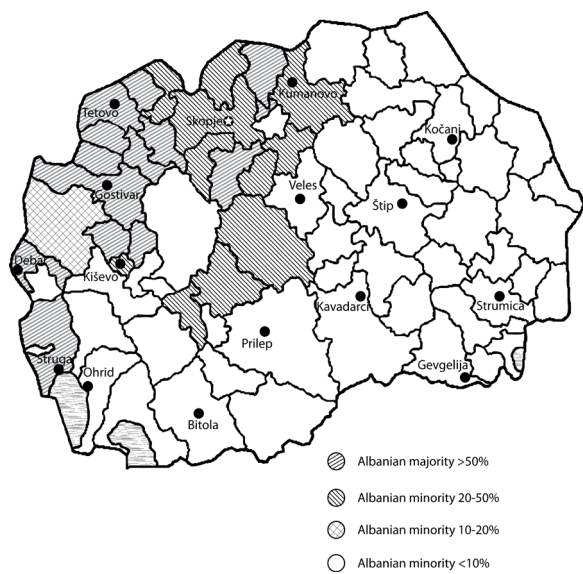 Kumanovo
Tetovo
Skopje
Kočani
Gostivar
Veles
Štip
Debar
Kičevo
Kavadarci
Strumica
Prilep
Struga
Ohrid
Gevgelija
Bitola
Albanian majority >50%
Albanian minority 20-50%
Albanian minority 10-20%
Albanian minority <10%